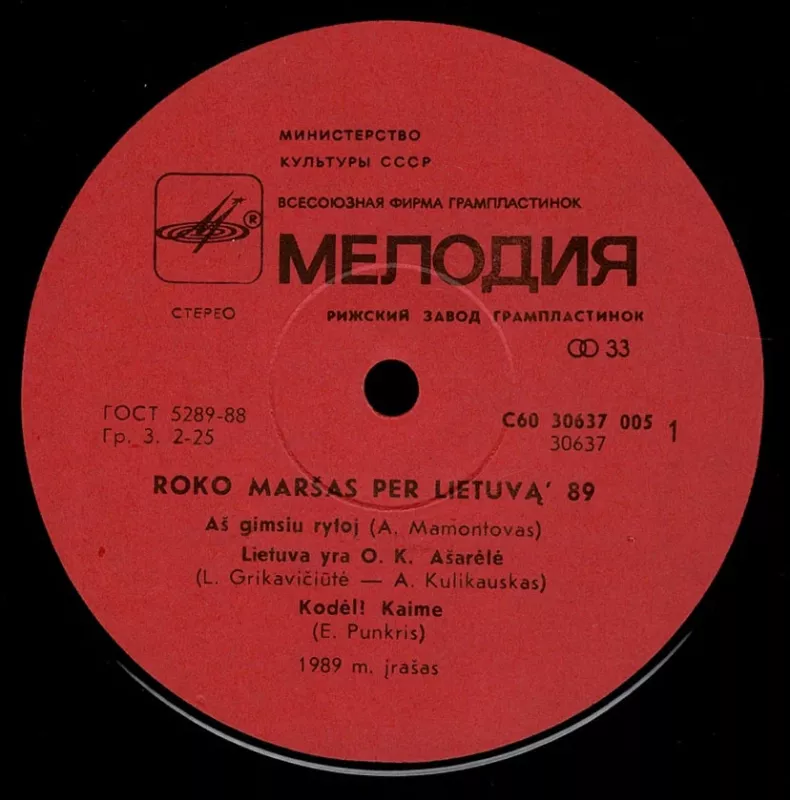 МИНИСТЕРСТВО
КУЛЬТУРЫ СССР
ВСЕСОЮЗНАЯ ФИРМА ГРАМПЛАСТИНОК
®
МЕЛОДИЯ
СТЕРЕО
РИЖСКИЙ ЗАВОД ГРАМПЛАСТИНОК
33
ГОСТ 5289-88
Гр. 3. 2-25
С60 30637 005
30637
1
ROKO MARŠAS PER LIETUVĄ' 89
Aš gimsiu rytoj (A. Mamontovas)
Lietuva yra O. K. Ašarėlė
(L. Grikavičiūtė — A. Kulikauskas)
Kodėl! Kaime
(E. Punkris)
1989 m. įrašas